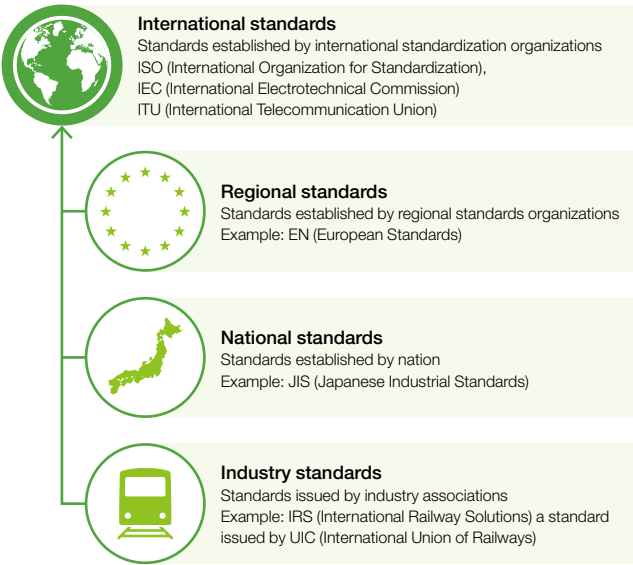 International standards
Standards established by international standardization organizations
ISO (International Organization for Standardization),
IEC (International Electrotechnical Commission)
ITU (International Telecommunication Union)
Regional standards
Standards established by regional standards organizations
Example: EN (European Standards)
National standards
Standards established by nation
Example: JIS (Japanese Industrial Standards)
Industry standards
Standards issued by industry associations
Example: IRS (International Railway Solutions) a standard
issued by UIC (International Union of Railways)